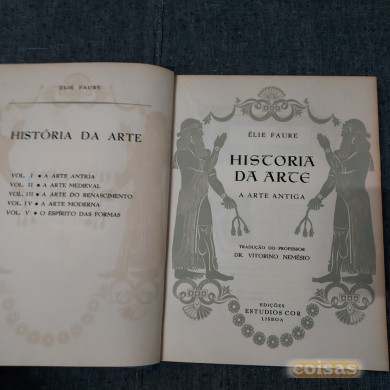 ÉLIE FAURE
HISTÓRIA DA ARTE
VOL. I • A ARTE ANTIGA
VOL. II • A ARTE MEDIEVAL
VOL. III • A ARTE DO RENASCIMENTO
VOL. IV • A ARTE MODERNA
VOL. V • O ESPÍRITO DAS FORMAS
ÉLIE FAURE
HISTORIA
DA ARTE
A ARTE ANTIGA
TRADUÇÃO DO PROFESSOR
DR. VITORINO NEMÉSIO
EDIÇÕES
ESTUDIOS COR
LISBOA
coisas